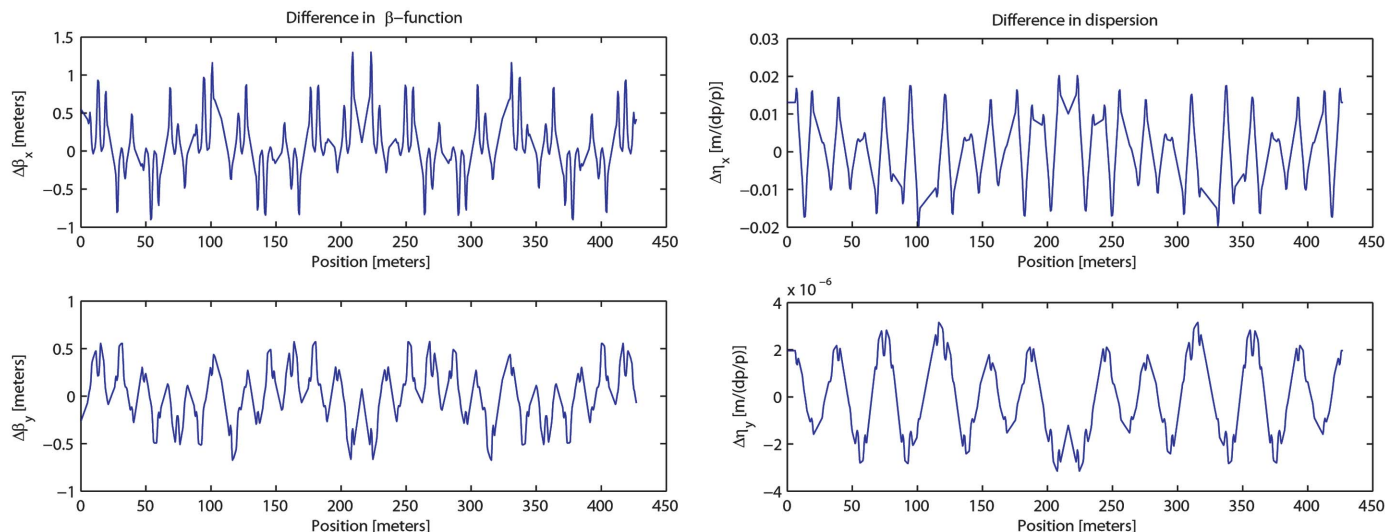 Difference in β−function
1.5
1
0.5
0
−0.5
−1
Δβx [meters]
0 50 100 150 200 250 300 350 400 450
Position [meters]
Difference in dispersion
0.03
0.02
0.01
0
−0.01
−0.02
Δηx [m/(dp/p)]
0 50 100 150 200 250 300 350 400 450
Position [meters]
1
0.5
0
−0.5
−1
Δβy [meters]
0 50 100 150 200 250 300 350 400 450
Position [meters]
x 10 −6
4
2
0
−2
−4
Δηy [m/(dp/p)]
0 50 100 150 200 250 300 350 400 450
Position [meters]